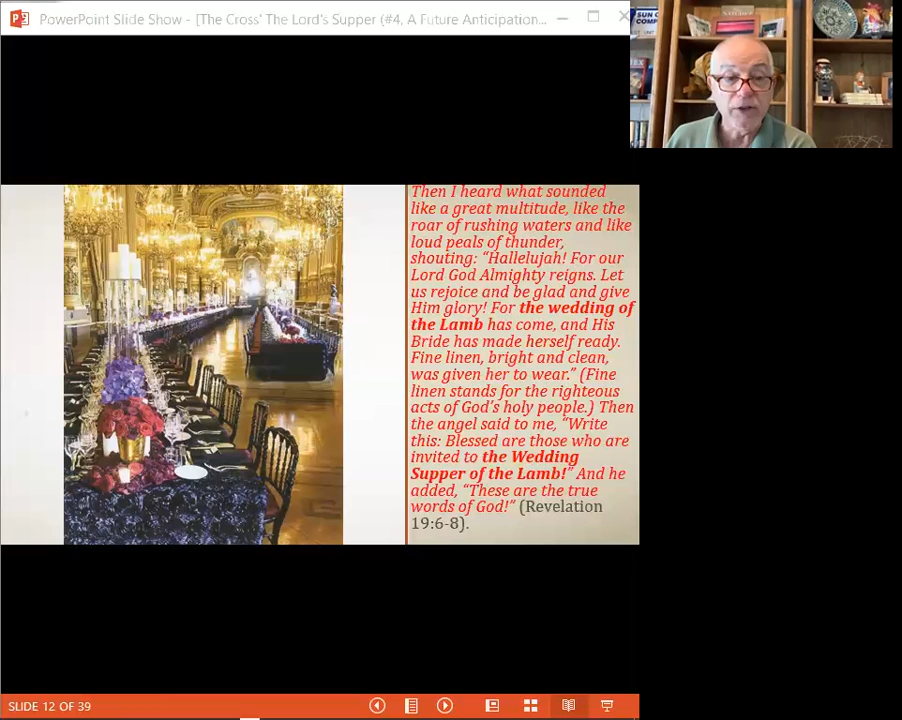 PowerPoint Slide Show - [The Cross' The Lord's Supper (#4, A Future Anticipation...
SUN
COMP
Then I heard what sounded
like a great multitude, like the
roar of rushing waters and like
loud peals of thunder,
shouting: “Hallelujah! For our
Lord God Almighty reigns. Let
us rejoice and be glad and give
Him glory! For the wedding of
the Lamb has come, and His
Bride has made herself ready.
Fine linen, bright and clean,
was given her to wear.” (Fine
linen stands for the righteous
acts of God’s holy people.) Then
the angel said to me, “Write
this: Blessed are those who are
invited to the Wedding
Supper of the Lamb!” And he
added, “These are the true
words of God!” (Revelation
19:6-8).
SLIDE 12 OF 39